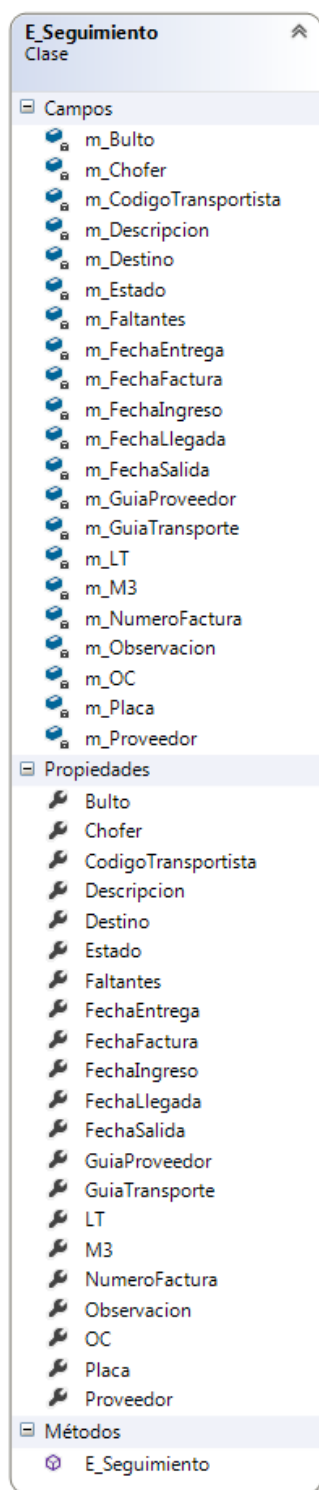 E_Seguimiento
Clase
Campos
m_Bulto
m_Chofer
m_CodigoTransportista
m_Descripcion
m_Destino
m_Estado
m_Faltantes
m_FechaEntrega
m_FechaFactura
m_FechaIngreso
m_FechaLlegada
m_FechaSalida
m_GuiaProveedor
m_GuiaTransporte
m_LT
m_M3
m_NumeroFactura
m_Observacion
m_OC
m_Placa
m_Proveedor
Propiedades
Bulto
Chofer
CodigoTransportista
Descripcion
Destino
Estado
Faltantes
FechaEntrega
FechaFactura
FechaIngreso
FechaLlegada
FechaSalida
GuiaProveedor
GuiaTransporte
LT
M3
NumeroFactura
Observacion
OC
Placa
Proveedor
Métodos
E_Seguimiento